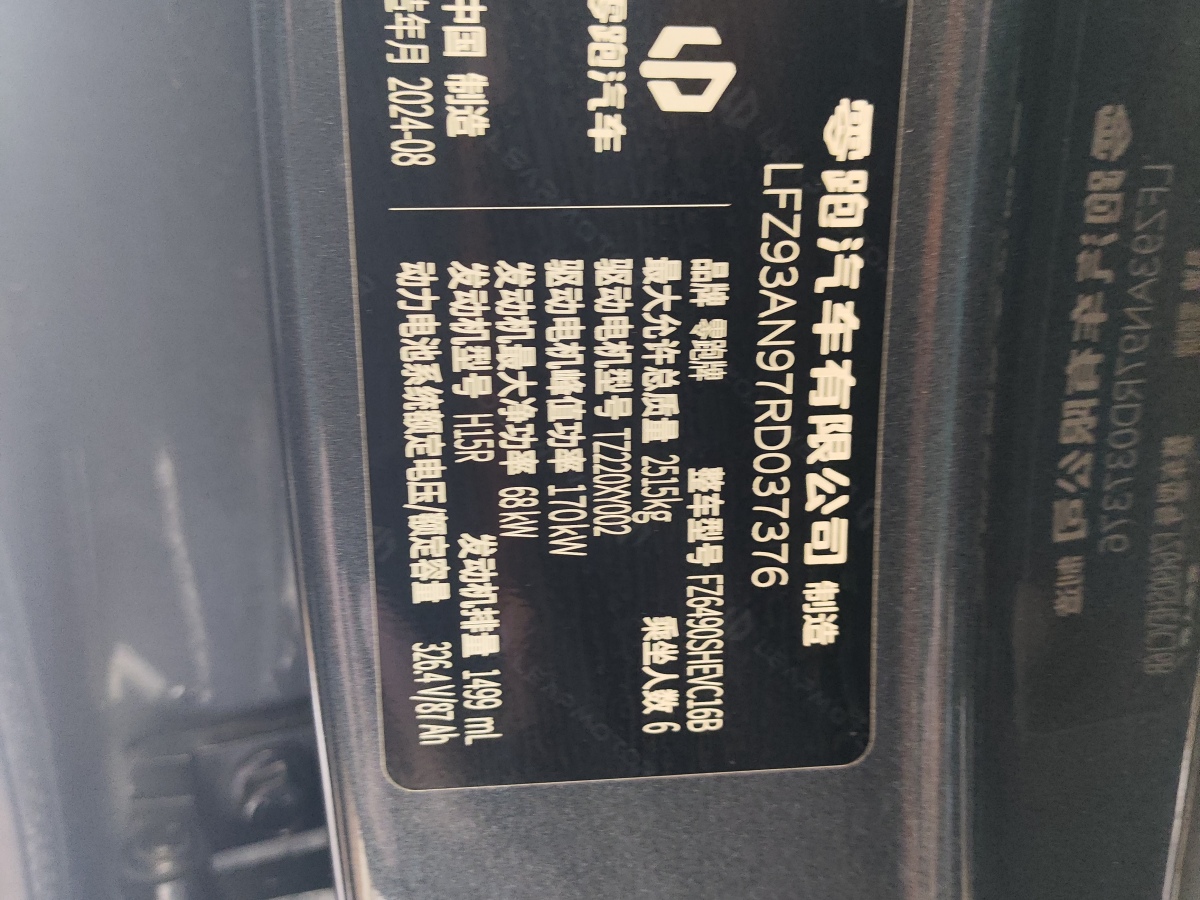 零跑汽车有限公司 制造
LFZ93AN97RD037376
零跑汽车
中国 制造
造年月 2024-08
品牌 零跑牌 整车型号 FZ6490SHEVC16B
最大允许总质量 2515kg 乘坐人数 6
驱动电机型号 TZ220XY002
驱动电机峰值功率 170kW
发动机最大净功率 68kW
发动机型号 H15R 发动机排量 1499 mL
动力电池系统额定电压/额定容量 326.4 V/87 Ah